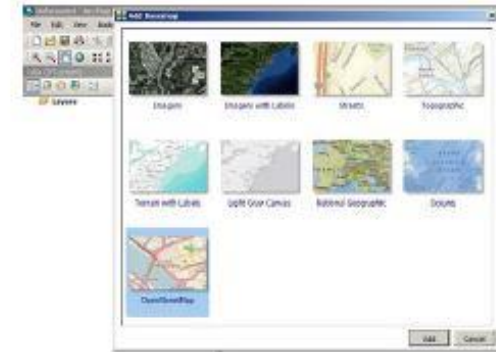 File Edit View
Add Basemap
Layers
Imagery
Imagery with Labels
Streets
Topographic
Terrain with Labels
Light Gray Canvas
National Geographic
Oceans
OpenStreetMap
Add
Cancel